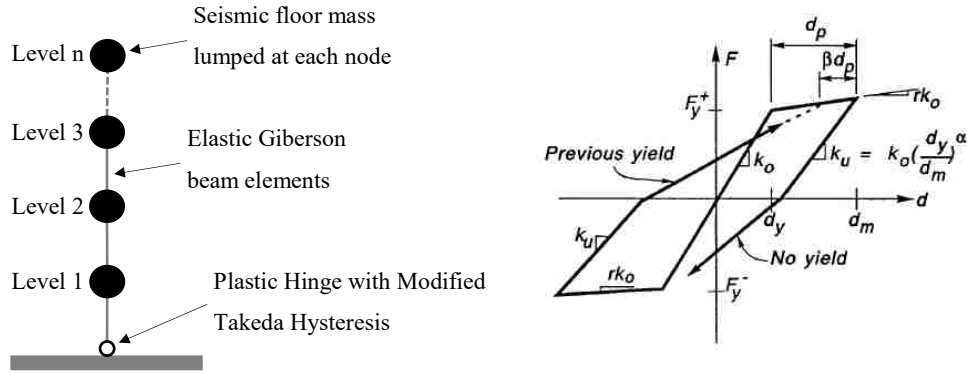 Seismic floor mass
lumped at each node
Level n
Level 3
Elastic Giberson
beam elements
Level 2
Level 1
Plastic Hinge with Modified
Takeda Hysteresis
d_p
βd_p
F
F_y^+
rk_o
Previous yield
k_o
k_u = k_o(d_y/d_m)^α
d
d_y
d_m
k_u
No yield
rk_o
F_y^-